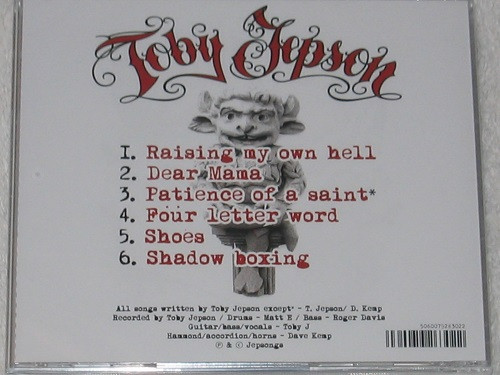 Toby Jepson
1. Raising my own hell
2. Dear Mama
3. Patience of a saint*
4. Four letter word
5. Shoes
6. Shadow boxing
All songs written by Toby Jepson except* - T. Jepson/ D. Kemp
Recorded by Toby Jepson / Drums - Matt E / Bass - Roger Davis
Guitar/bass/vocals - Toby J
Hammond/accordion/horns - Dave Kemp
℗ & © Jepsongs